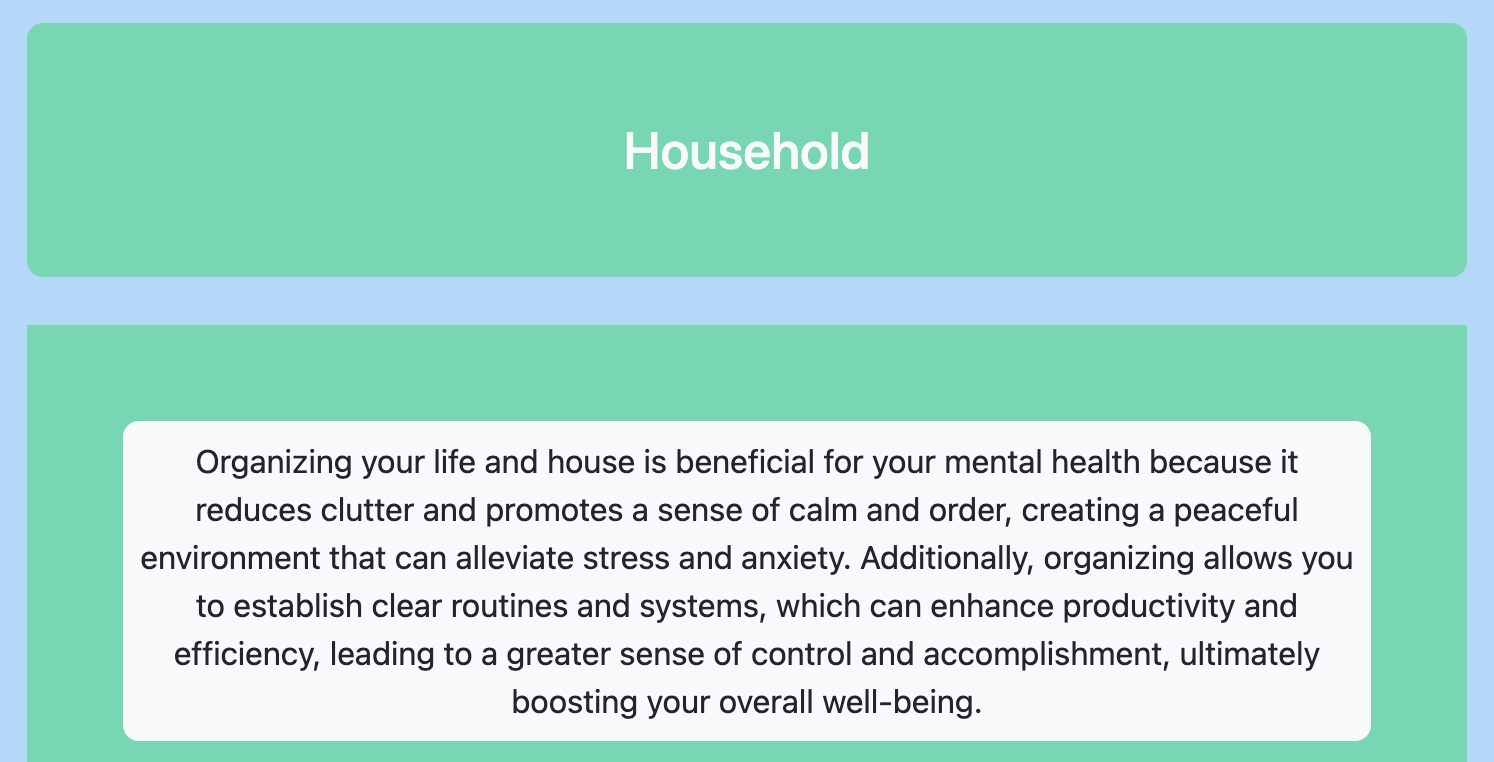 Household
Organizing your life and house is beneficial for your mental health because it
reduces clutter and promotes a sense of calm and order, creating a peaceful
environment that can alleviate stress and anxiety. Additionally, organizing allows you
to establish clear routines and systems, which can enhance productivity and
efficiency, leading to a greater sense of control and accomplishment, ultimately
boosting your overall well-being.